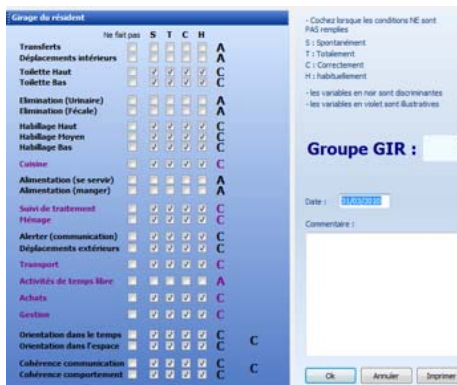 Girage du résident
Ne fait pas S T C H
Transferts A
Déplacements intérieurs A
Toilette Haut C
Toilette Bas C
Elimination (Urinaire) A
Elimination (Fécale) A
Habillage Haut C
Habillage Moyen C
Habillage Bas C
Cuisine C
Alimentation (se servir) A
Alimentation (manger) A
Suivi de traitement C
Ménage C
Alerter (communication) C
Déplacements extérieurs C
Transport C
Activités de temps libre A
Achats C
Gestion C
Orientation dans le temps C
Orientation dans l'espace C C
Cohérence communication C
Cohérence comportement C C
- Cochez lorsque les conditions NE sont
PAS remplies
S : Spontanément
T : Totalement
C : Correctement
H : habituellement
- les variables en noir sont discriminantes
- les variables en violet sont illustratives
Groupe GIR :
Date :
Commentaire :
Ok Annuler Imprimer